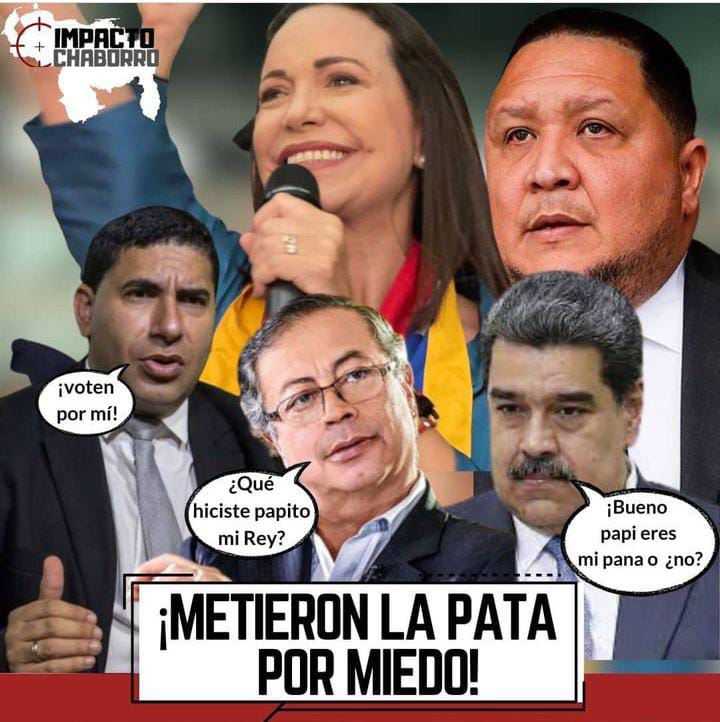 IMPACTO
CHABORRO
¡voten
por mí!
¿Qué
hiciste papito
mi Rey?
¡Bueno
papi eres
mi pana o ¿no?
¡METIERON LA PATA
POR MIEDO!